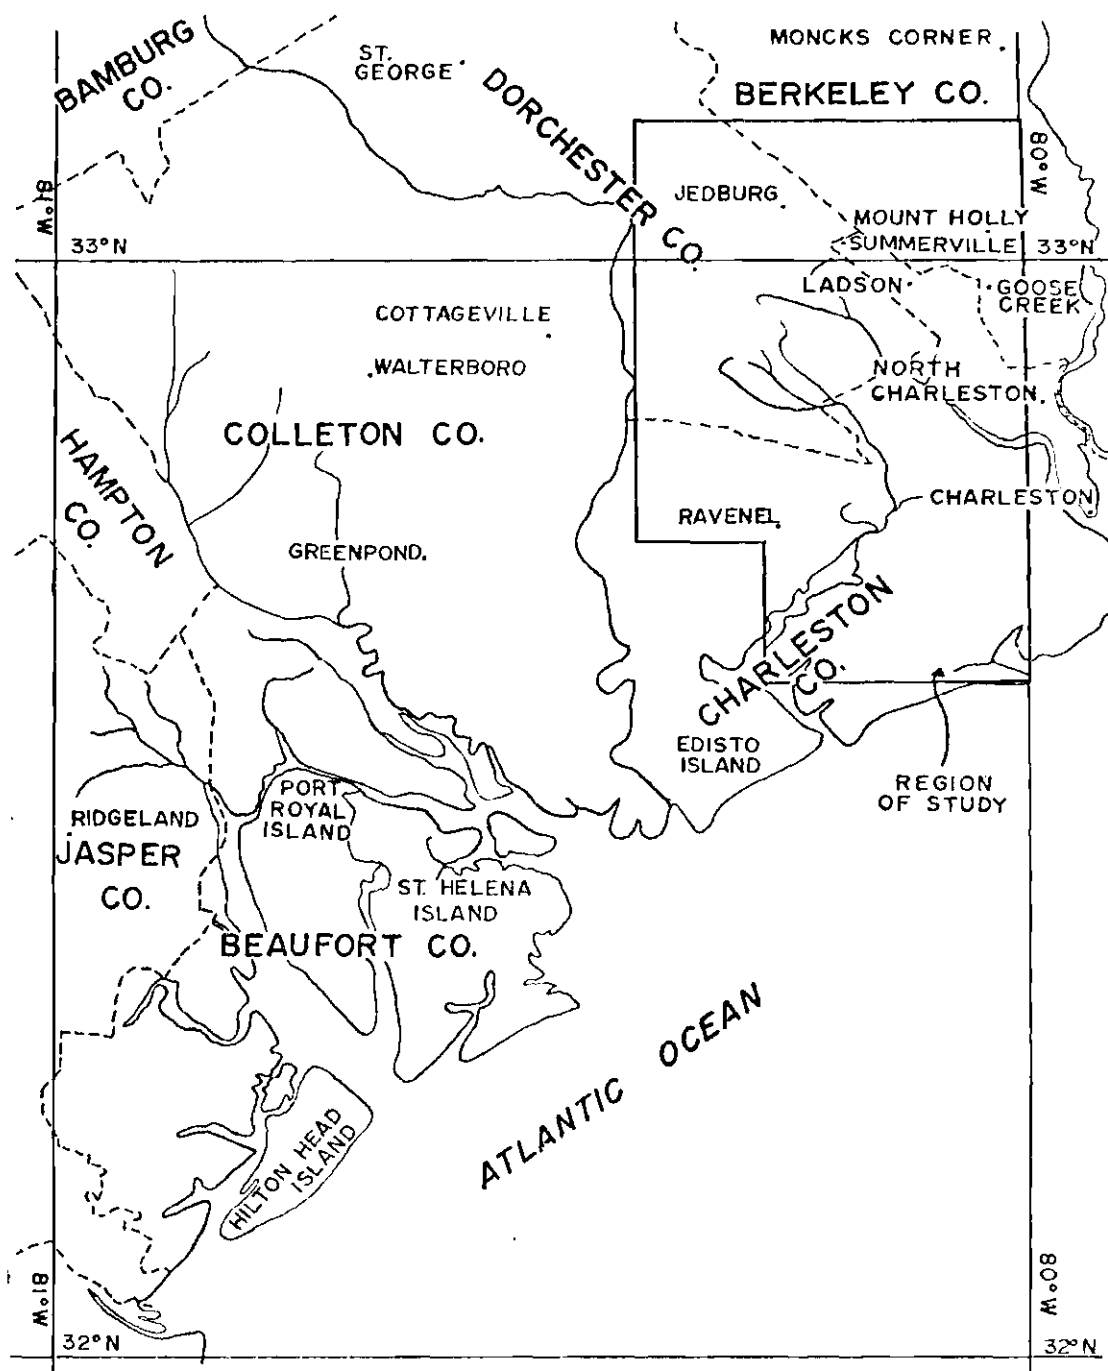 BAMBURG
CO.
ST.
GEORGE
DORCHESTER CO.
MONCKS CORNER
BERKELEY CO.
81°W
80°W
JEDBURG
MOUNT HOLLY
SUMMERVILLE
33°N
33°N
LADSON
GOOSE
CREEK
COTTAGEVILLE
WALTERBORO
NORTH
CHARLESTON
COLLETON CO.
HAMPTON
CO.
CHARLESTON
RAVENEL
GREENPOND
CHARLESTON
CO.
EDISTO
ISLAND
REGION
OF STUDY
PORT
ROYAL
ISLAND
RIDGELAND
JASPER
CO.
ST. HELENA
ISLAND
BEAUFORT CO.
ATLANTIC OCEAN
HILTON HEAD
ISLAND
81°W
80°W
32°N
32°N